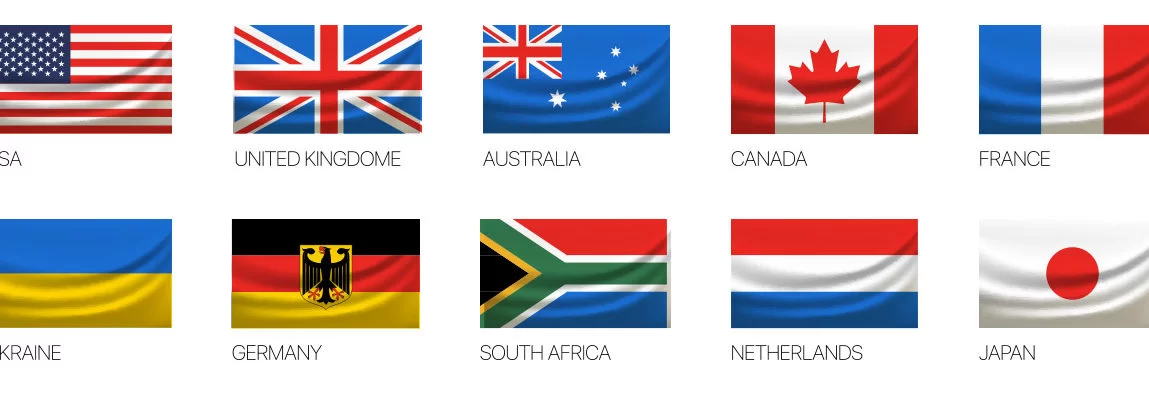 SA
UNITED KINGDOME
AUSTRALIA
CANADA
FRANCE
KRAINE
GERMANY
SOUTH AFRICA
NETHERLANDS
JAPAN